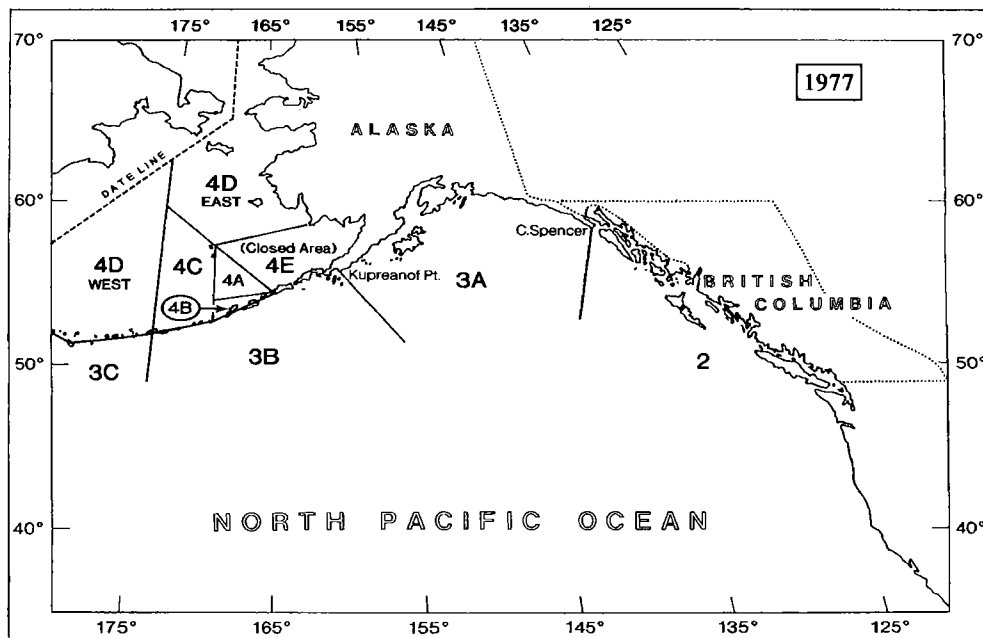 175° 165° 155° 145° 135° 125°
70° 70°
1977
ALASKA
DATE LINE
4D
EAST
60° 60°
C.Spencer
(Closed Area)
4D
WEST
4C
4E
4A
Kupreanof Pt.
3A
BRITISH
COLUMBIA
4B
3B
2
50° 50°
3C
40° 40°
NORTH PACIFIC OCEAN
175° 165° 155° 145° 135° 125°